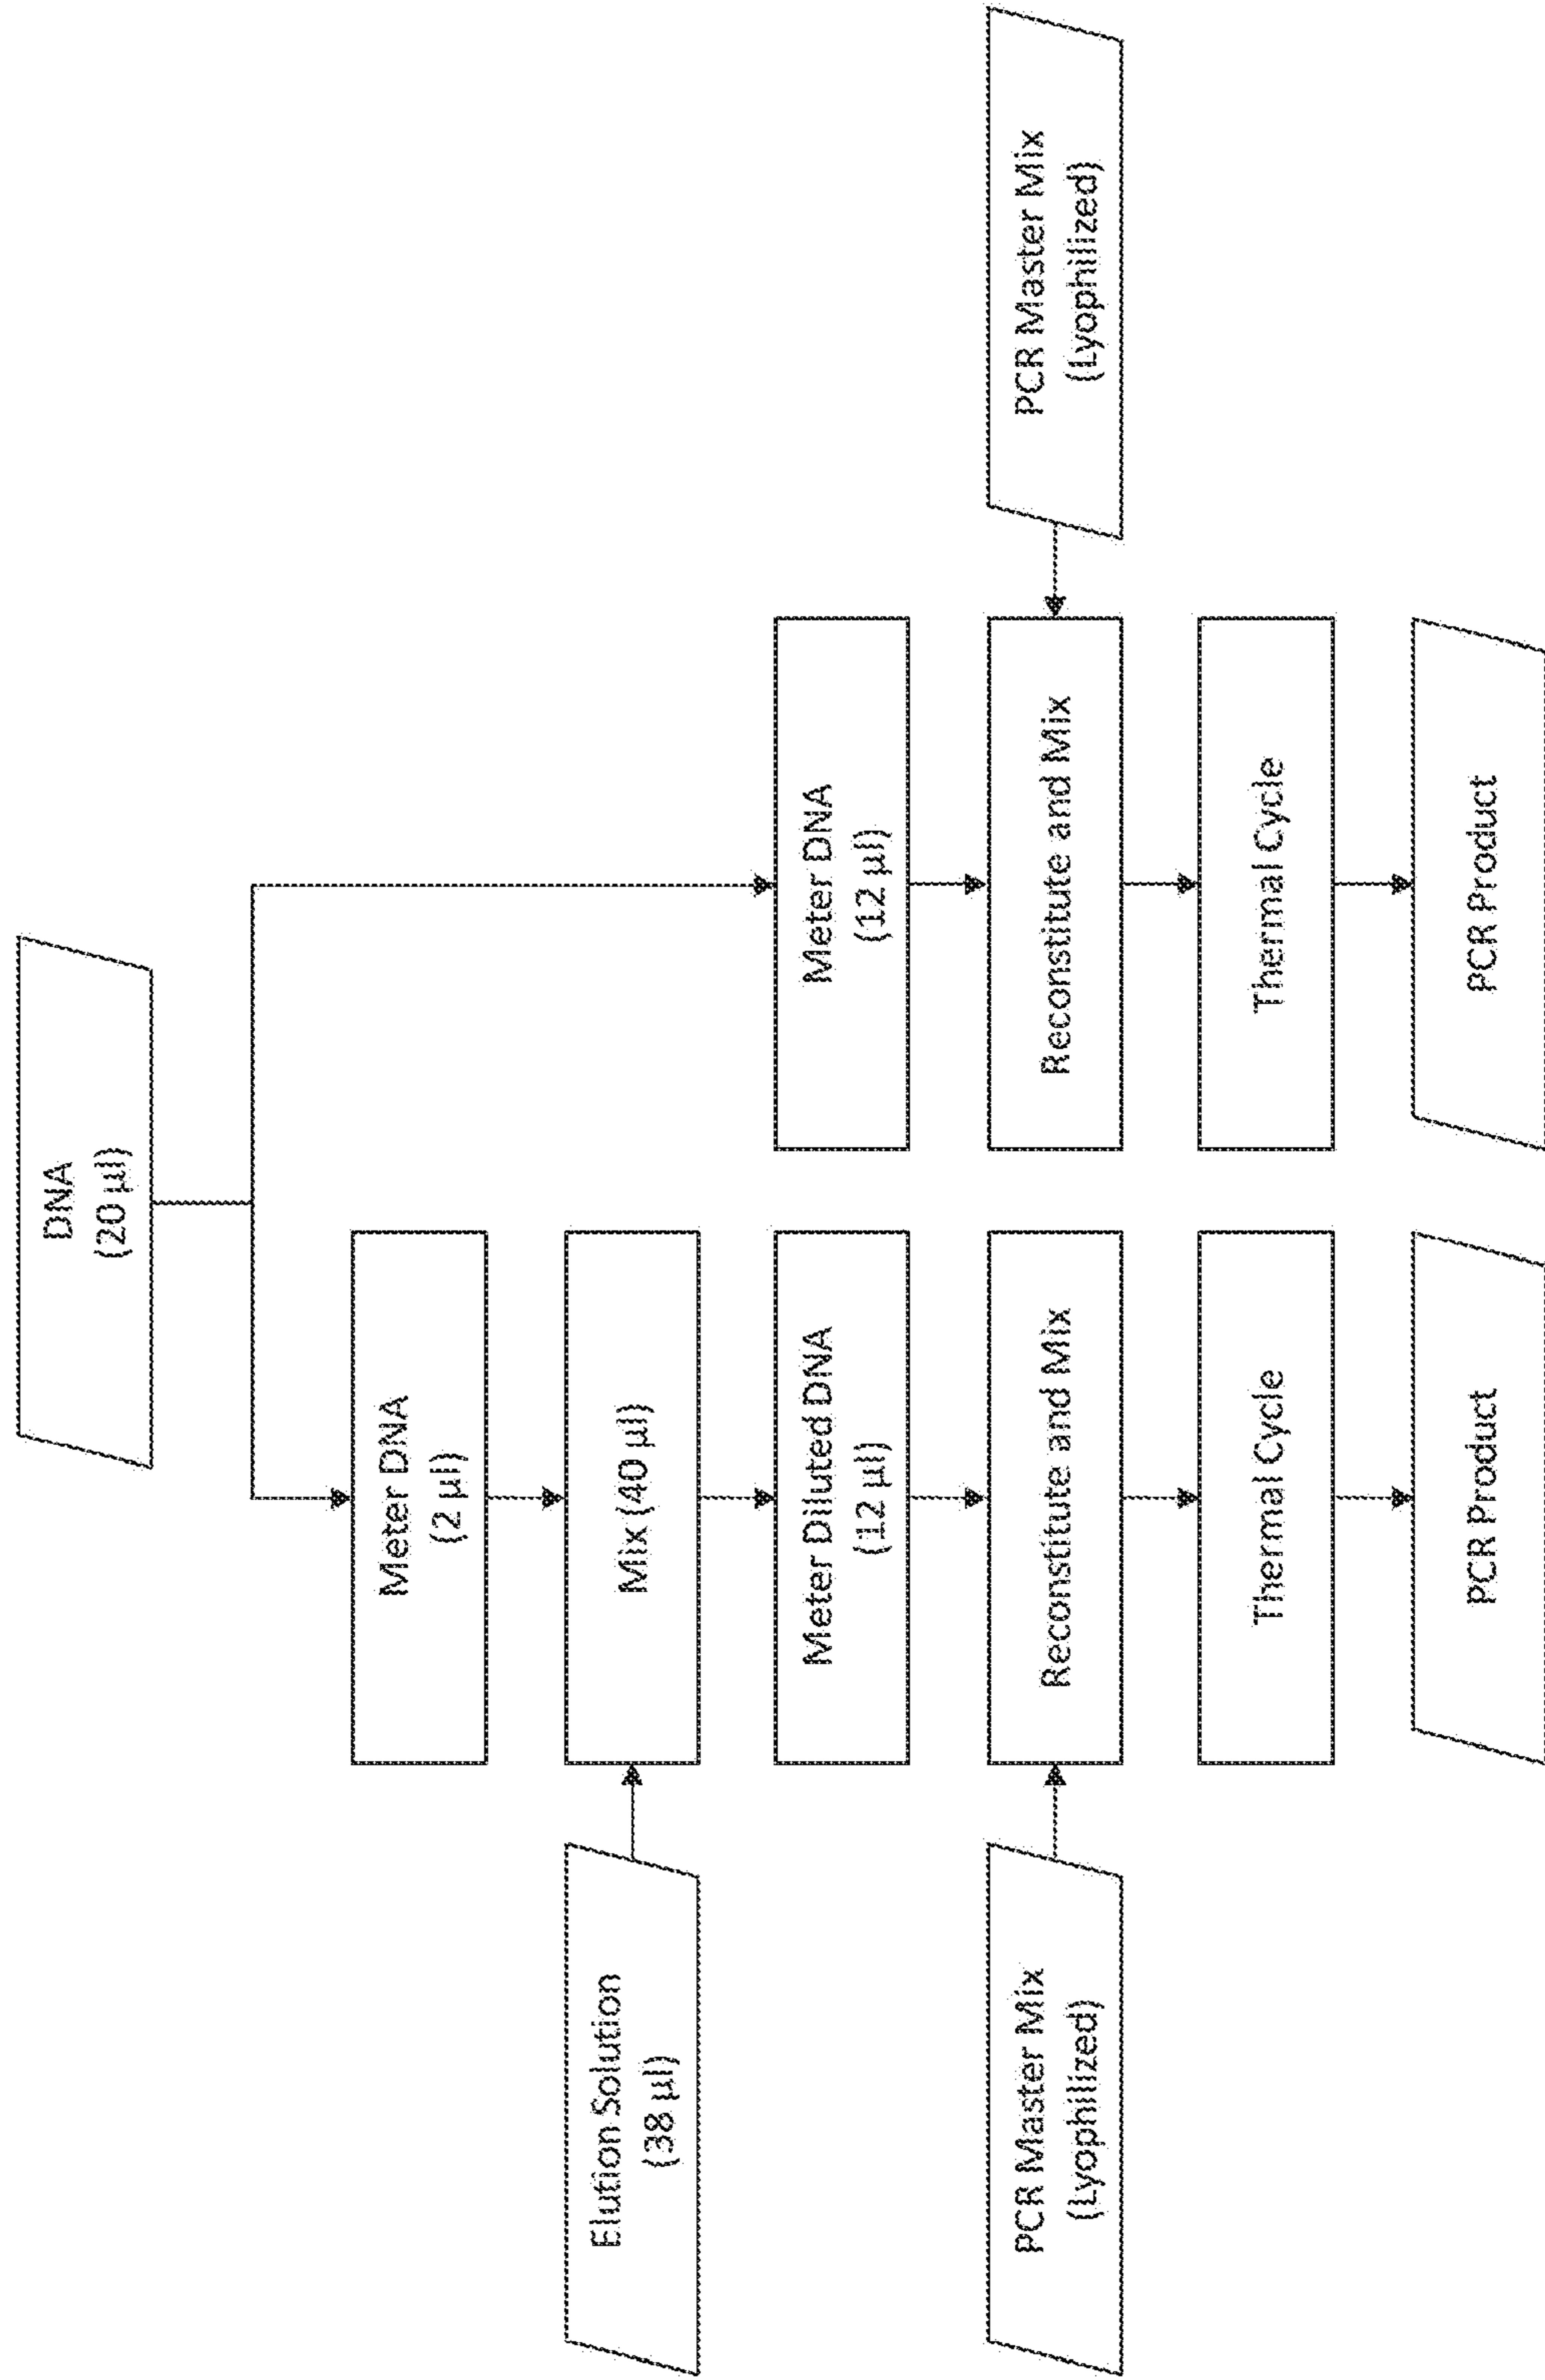 DNA
(20 µl)
Meter DNA
(2 µl)
Elution Solution
(38 µl)
Mix (40 µl)
Meter Diluted DNA
(12 µl)
Meter DNA
(12 µl)
PCR Master Mix
(Lyophilized)
Reconstitute and Mix
Reconstitute and Mix
PCR Master Mix
(Lyophilized)
Thermal Cycle
Thermal Cycle
PCR Product
PCR Product